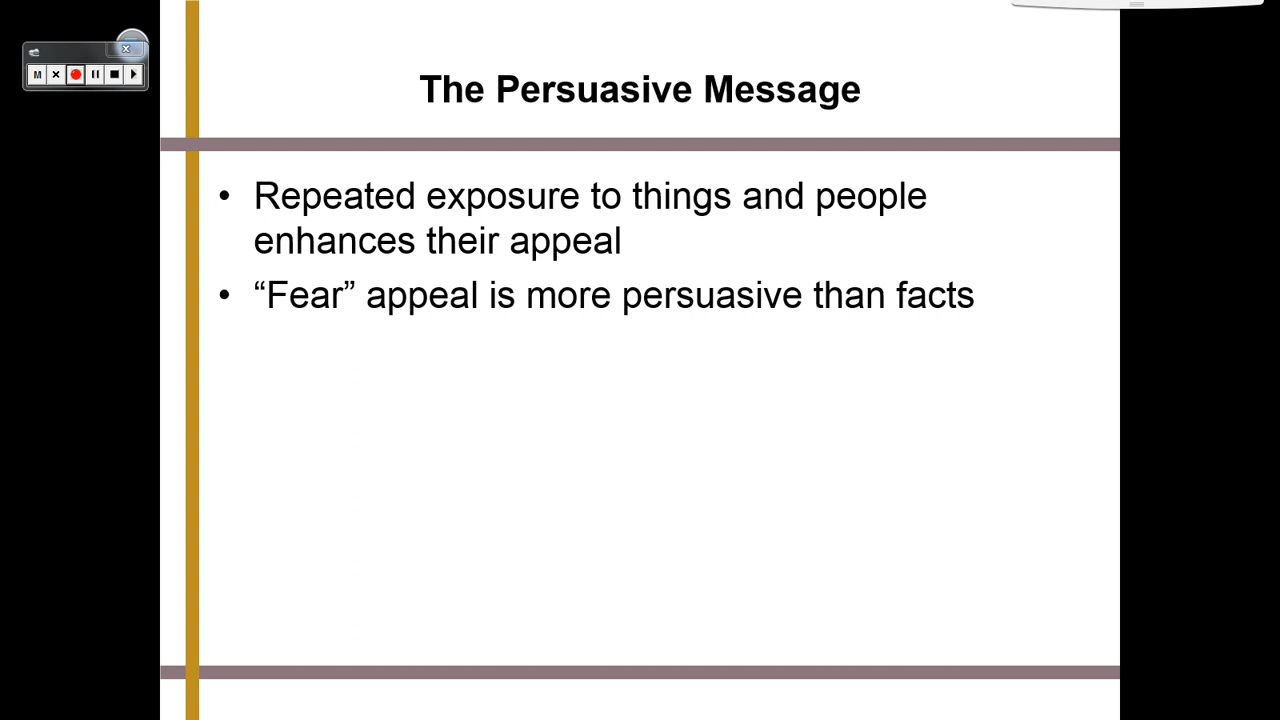 The Persuasive Message
• Repeated exposure to things and people
enhances their appeal
• “Fear” appeal is more persuasive than facts
M